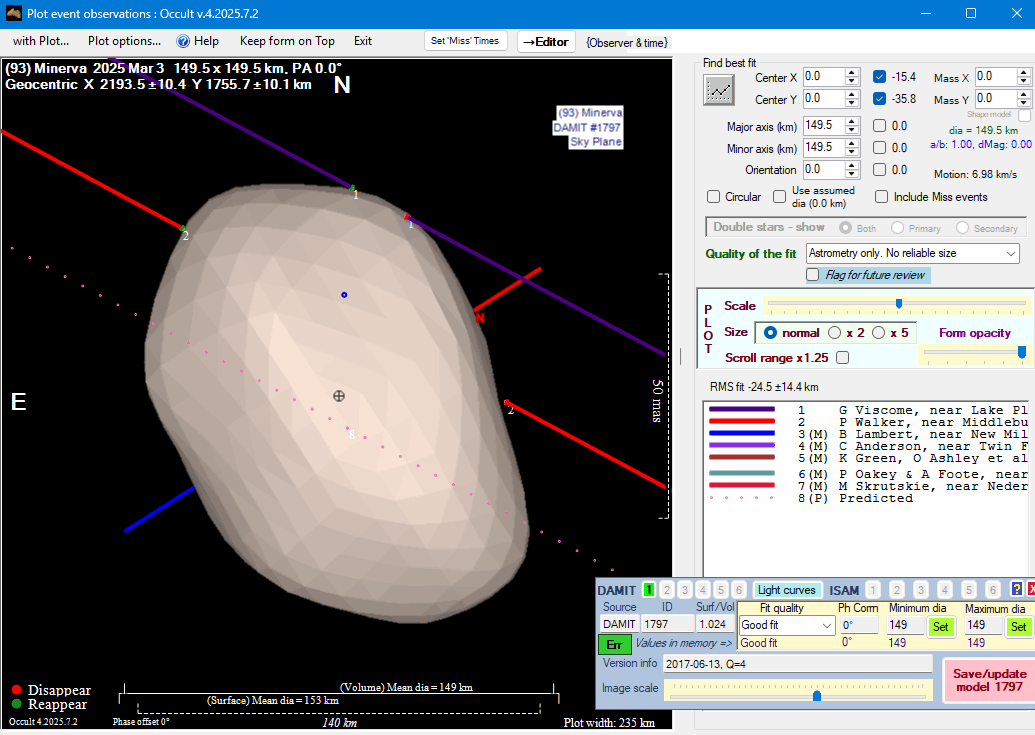 Plot event observations : Occult v.4.2025.7.2
with Plot... Plot options... Help Keep form on Top Exit Set 'Miss' Times →Editor {Observer & time}
(93) Minerva 2025 Mar 3 149.5 x 149.5 km, PA 0.0°
Geocentric X 2193.5 ±10.4 Y 1755.7 ±10.1 km
N
(93) Minerva
DAMIT #1797
Sky Plane
1
1
2
N
E
2
8
50 mas
Disappear
Reappear
(Volume) Mean dia = 149 km
(Surface) Mean dia = 153 km
Occult 4.2025.7.2 Phase offset 0° 140 km Plot width: 235 km
Find best fit
Center X 0.0 -15.4 Mass X 0.0
Center Y 0.0 -35.8 Mass Y 0.0
Shape model
Major axis (km) 149.5 0.0 dia = 149.5 km
Minor axis (km) 149.5 0.0 a/b: 1.00, dMag: 0.00
Orientation 0.0 0.0 Motion: 6.98 km/s
Circular Use assumed dia (0.0 km) Include Miss events
Double stars - show Both Primary Secondary
Quality of the fit Astrometry only. No reliable size
Flag for future review
PLOT
Scale
Size normal x 2 x 5 Form opacity
Scroll range x1.25
RMS fit -24.5 ±14.4 km
1 G Viscome, near Lake Pl
2 P Walker, near Middlebu
3(M) B Lambert, near New Mil
4(M) C Anderson, near Twin F
5(M) K Green, O Ashley et al
6(M) P Oakey & A Foote, near
7(M) M Skrutskie, near Neder
8(P) Predicted
DAMIT 1 2 3 4 5 6 Light curves ISAM 1 2 3 4 5 6 ? X
Source ID Surf/Vol Fit quality Ph Corrn Minimum dia Maximum dia
DAMIT 1797 1.024 Good fit 0° 149 Set 149 Set
Err Values in memory => Good fit 0° 149 149
Version info 2017-06-13, Q=4
Image scale
Save/update
model 1797